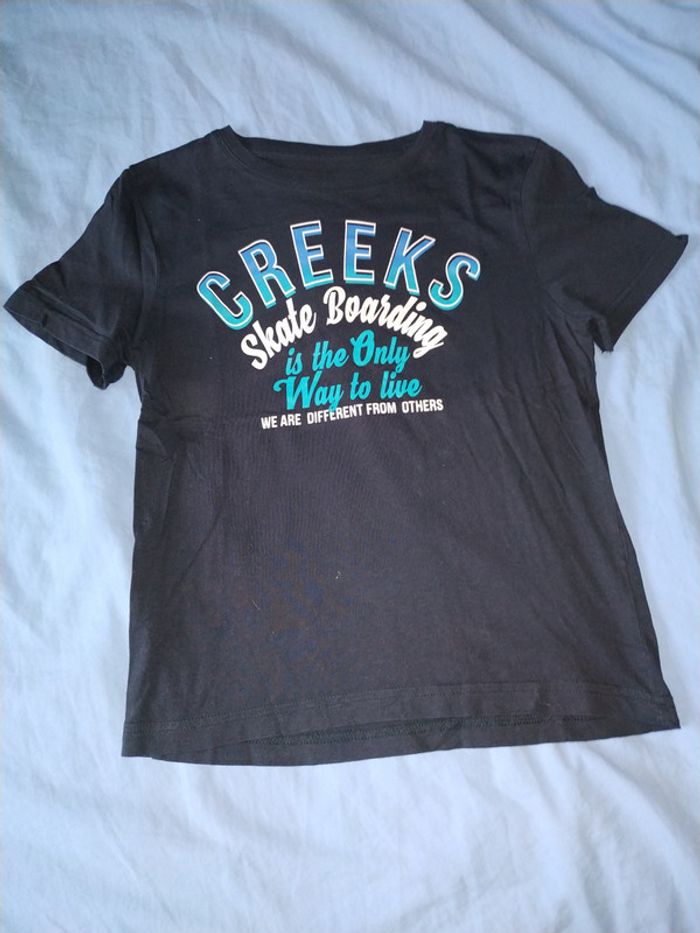 CREEKS
Skate Boarding
is the Only
Way to live
WE ARE DIFFERENT FROM OTHERS